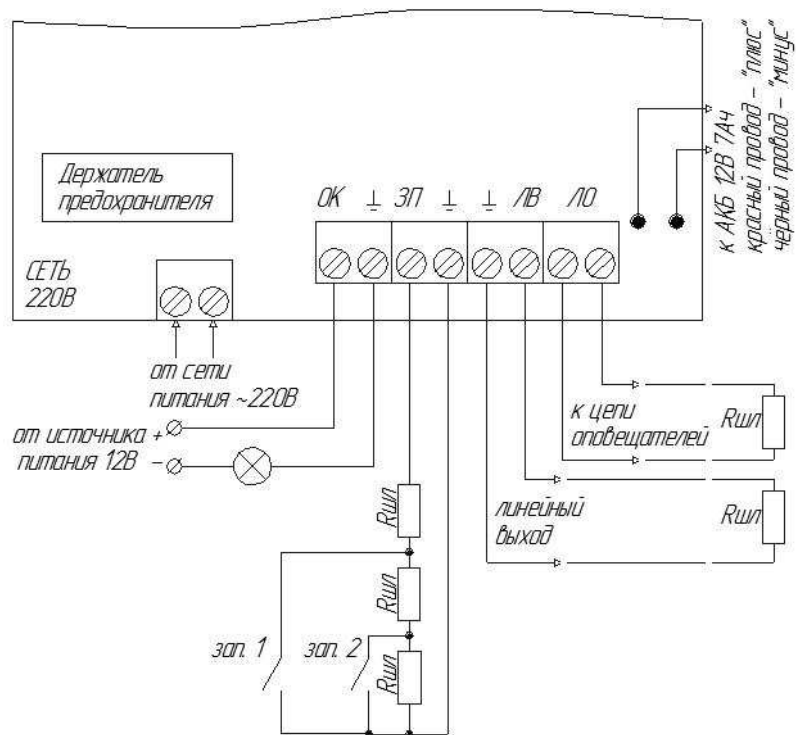 к АКБ 12В 7Ач
красный провод – "плюс"
чёрный провод – "минус"
Держатель
предохранителя
ОК ⊥ ЗП ⊥ ⊥ ЛВ ЛО
СЕТЬ
220В
от сети
питания ~220В
от источника +
питания 12В –
к цепи
оповещателей
Rшл
линейный
выход
Rшл
Rшл
Rшл
зап. 1
зап. 2
Rшл